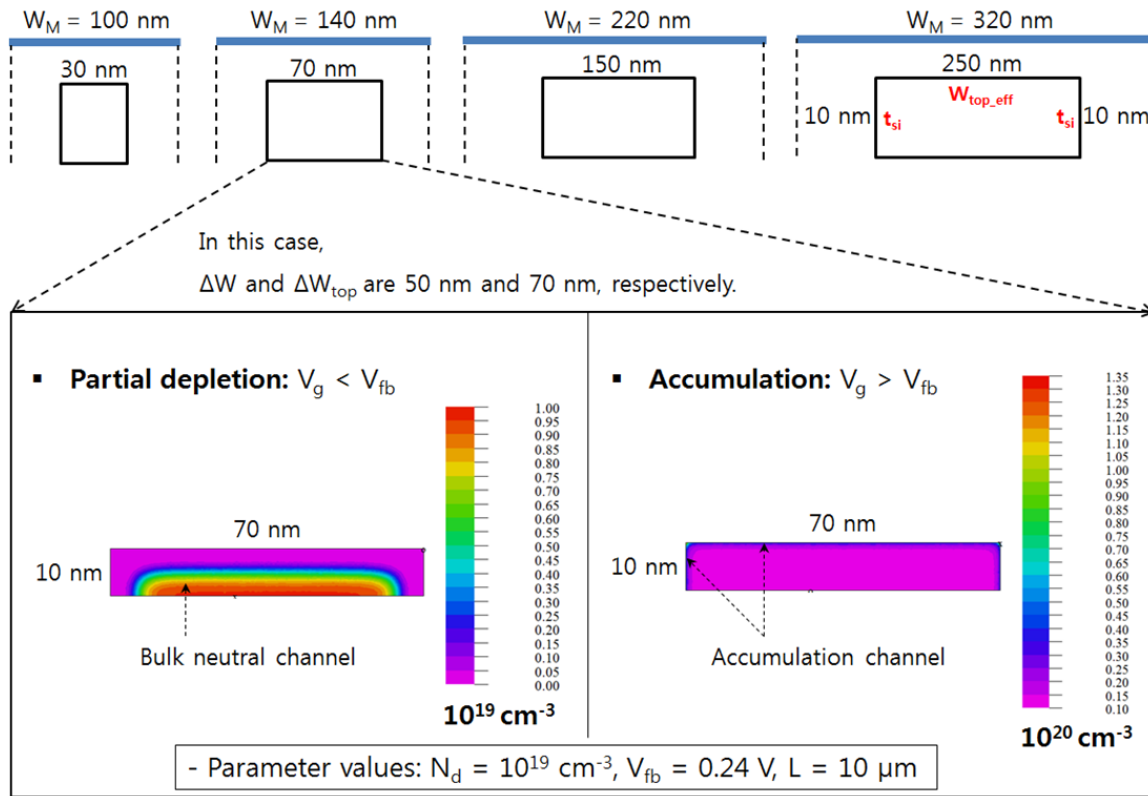 W_M = 100 nm
W_M = 140 nm
W_M = 220 nm
W_M = 320 nm
30 nm
70 nm
150 nm
250 nm
W_top_eff
10 nm
t_si
t_si
10 nm
In this case,
ΔW and ΔW_top are 50 nm and 70 nm, respectively.
▪ Partial depletion: V_g < V_fb
1.00
0.95
0.90
0.85
0.80
0.75
0.70
0.65
0.60
0.55
0.50
0.45
0.40
0.35
0.30
0.25
0.20
0.15
0.10
0.05
0.00
70 nm
10 nm
Bulk neutral channel
10^19 cm^-3
▪ Accumulation: V_g > V_fb
1.35
1.30
1.25
1.20
1.15
1.10
1.05
1.00
0.95
0.90
0.85
0.80
0.75
0.70
0.65
0.60
0.55
0.50
0.45
0.40
0.35
0.30
0.25
0.20
0.15
0.10
70 nm
10 nm
Accumulation channel
10^20 cm^-3
- Parameter values: N_d = 10^19 cm^-3, V_fb = 0.24 V, L = 10 μm